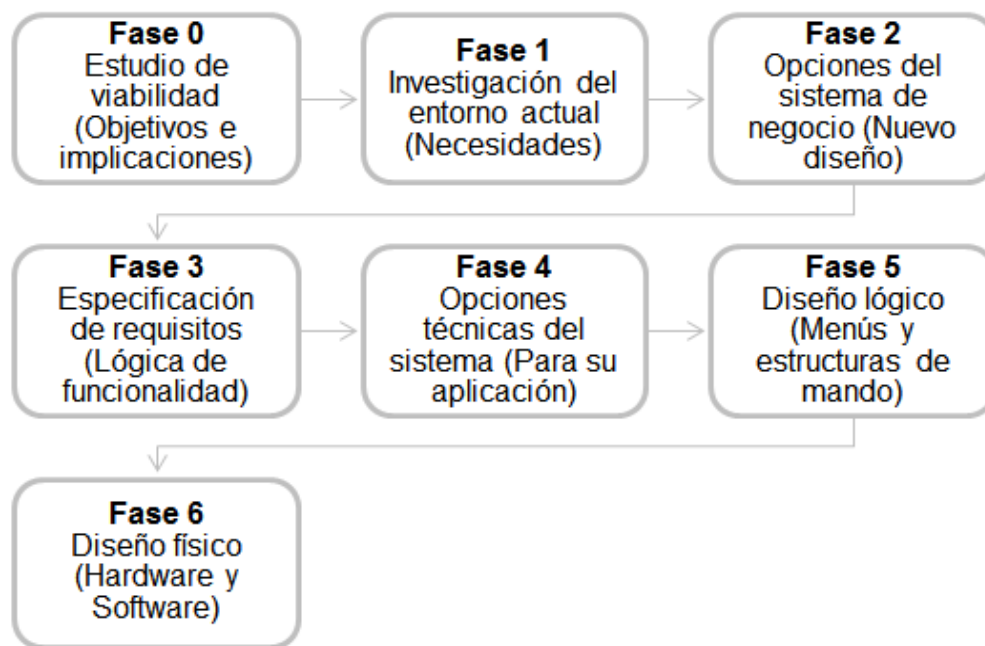 Fase 0
Estudio de
viabilidad
(Objetivos e
implicaciones)
Fase 1
Investigación del
entorno actual
(Necesidades)
Fase 2
Opciones del
sistema de
negocio (Nuevo
diseño)
Fase 3
Especificación
de requisitos
(Lógica de
funcionalidad)
Fase 4
Opciones
técnicas del
sistema (Para su
aplicación)
Fase 5
Diseño lógico
(Menús y
estructuras de
mando)
Fase 6
Diseño físico
(Hardware y
Software)